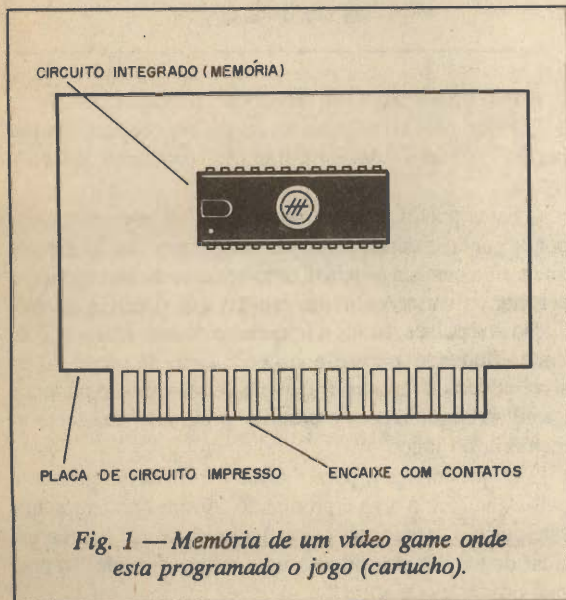 CIRCUITO INTEGRADO (MEMÓRIA)
PLACA DE CIRCUITO IMPRESSO
ENCAIXE COM CONTATOS
Fig. 1 — Memória de um vídeo game onde
esta programado o jogo (cartucho).